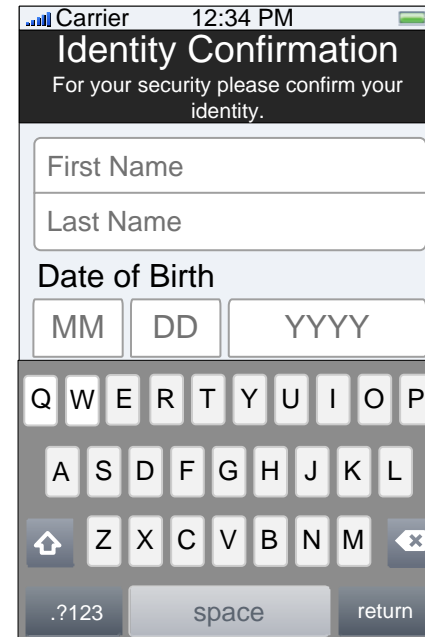 Carrier 12:34 PM
Identity Confirmation
For your security please confirm your
identity.
First Name
Last Name
Date of Birth
MM DD YYYY
Q W E R T Y U I O P
A S D F G H J K L
Z X C V B N M
.?123 space return